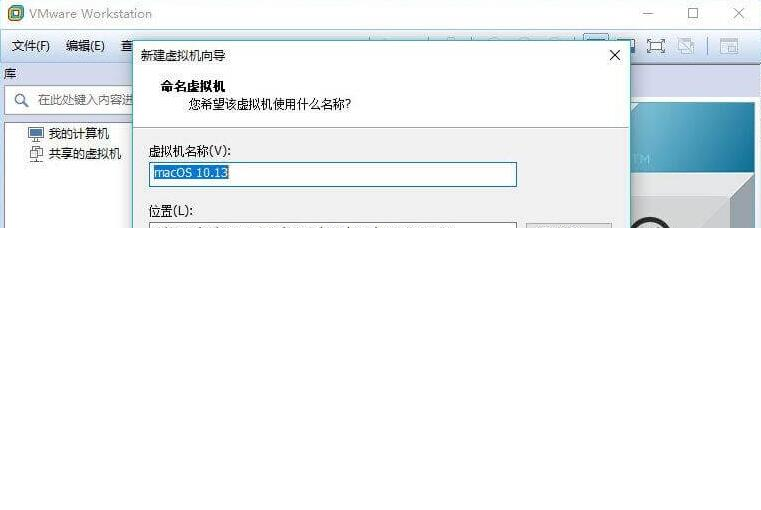 VMware Workstation
文件(F) 编辑(E) 查
新建虚拟机向导
库
命名虚拟机
您希望该虚拟机使用什么名称?
在此处键入内容进
我的计算机
共享的虚拟机
虚拟机名称(V):
macOS 10.13
位置(L):
TM